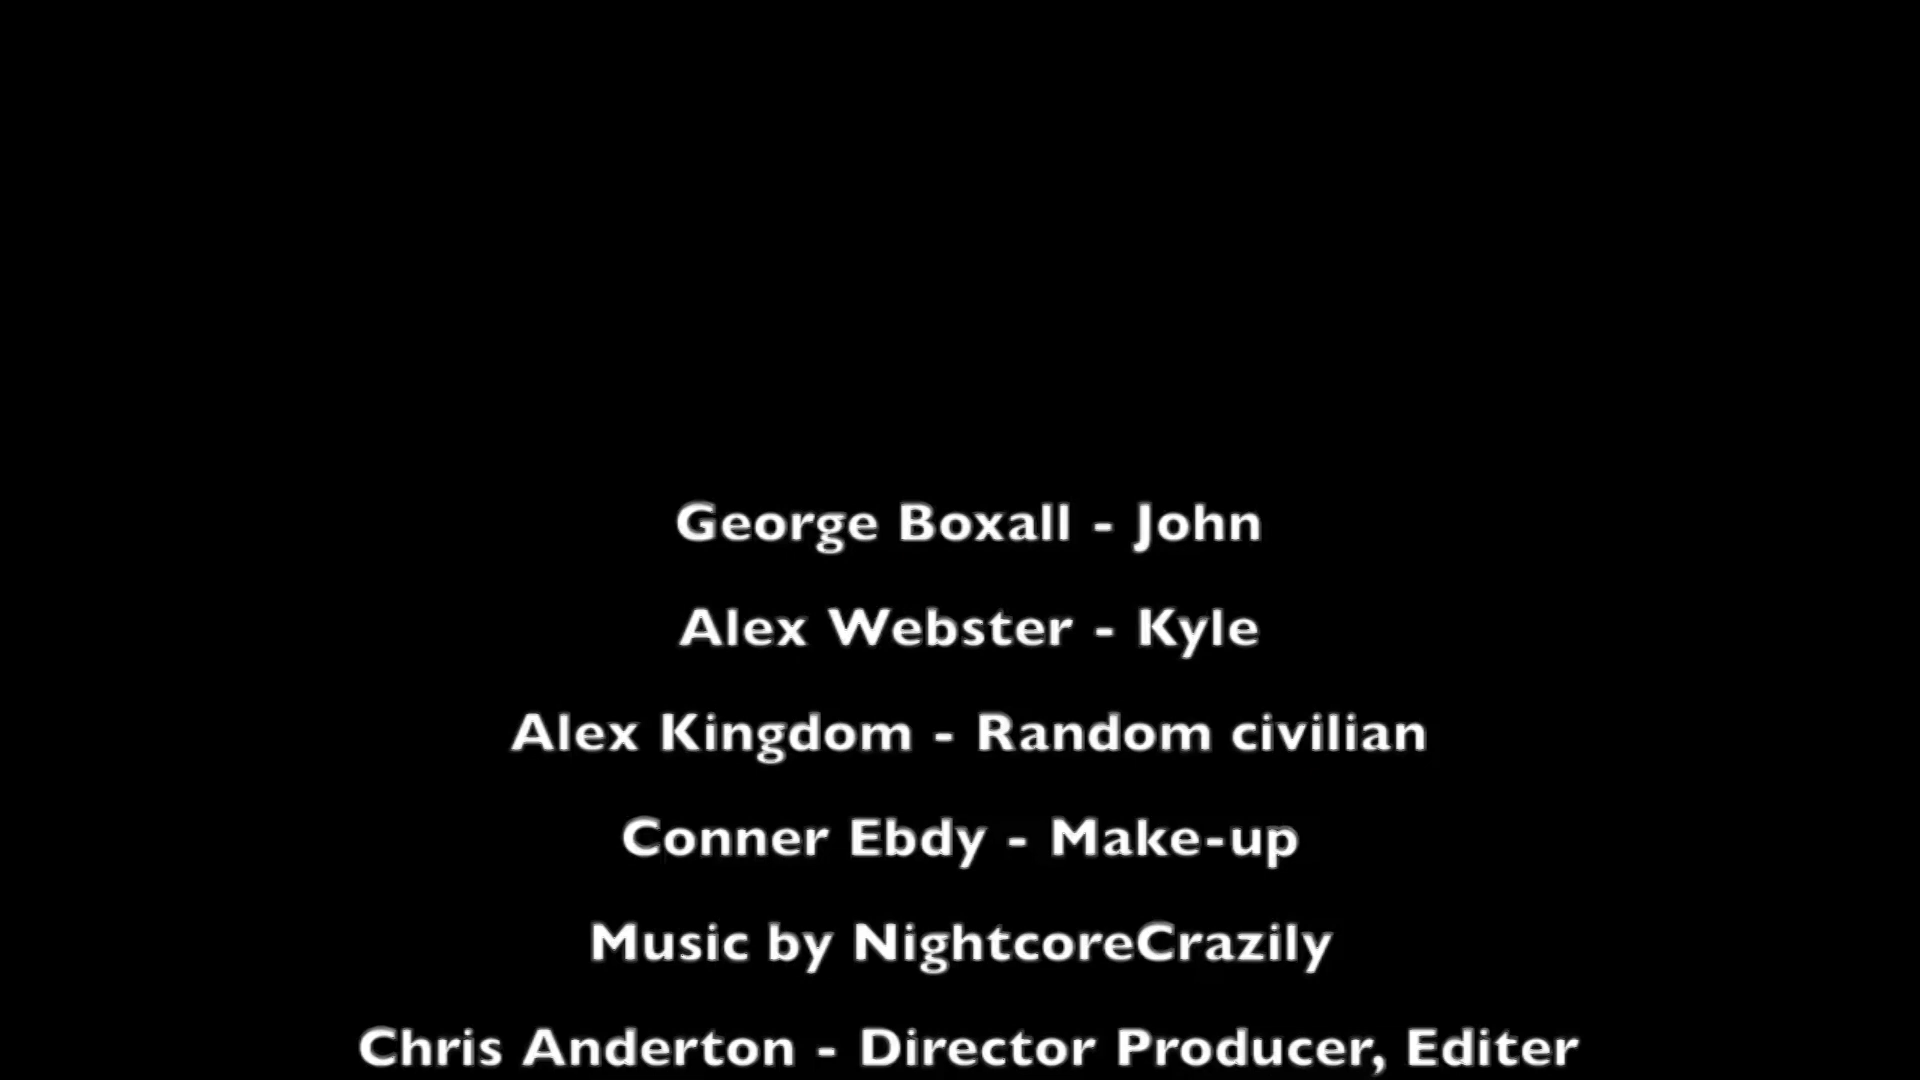 George Boxall - John
Alex Webster - Kyle
Alex Kingdom - Random civilian
Conner Ebdy - Make-up
Music by NightcoreCrazily
Chris Anderton - Director Producer, Editer